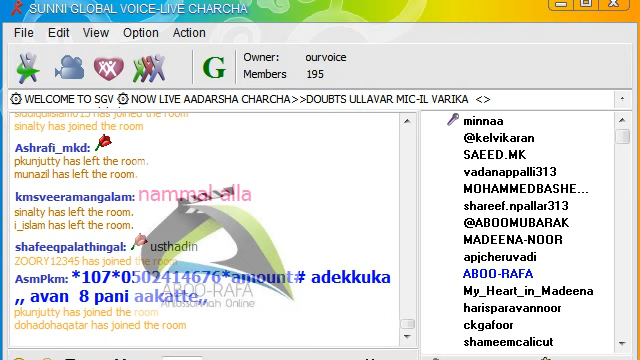 SUNNI GLOBAL VOICE-LIVE CHARCHA
File Edit View Option Action
G
Owner: ourvoice
Members 195
WELCOME TO SGV NOW LIVE AADARSHA CHARCHA>>DOUBTS ULLAVAR MIC-IL VARIKA <>
sinalty has joined the room
Ashrafi_mkd:
pkunjutty has left the room.
munazil has left the room.
kmsveeramangalam: nammal alla
sinalty has left the room.
i_islam has left the room.
shafeeqpalathingal: usthadin
ZOORY12345 has joined the room
AsmPkm: *107*0502414676*amount# adekkuka
,, avan 8 pani aakatte,,
pkunjutty has joined the room
dohadohaqatar has joined the room
ABOO-RAFA
Ahlussunnah Online
minnaa
@kelvikaran
SAEED.MK
vadanappalli313
MOHAMMEDBASHE...
shareef.npallar313
@ABOOMUBARAK
MADEENA-NOOR
apjcheruvadi
ABOO-RAFA
My_Heart_in_Madeena
harisparavannoor
ckgafoor
shameemcalicut